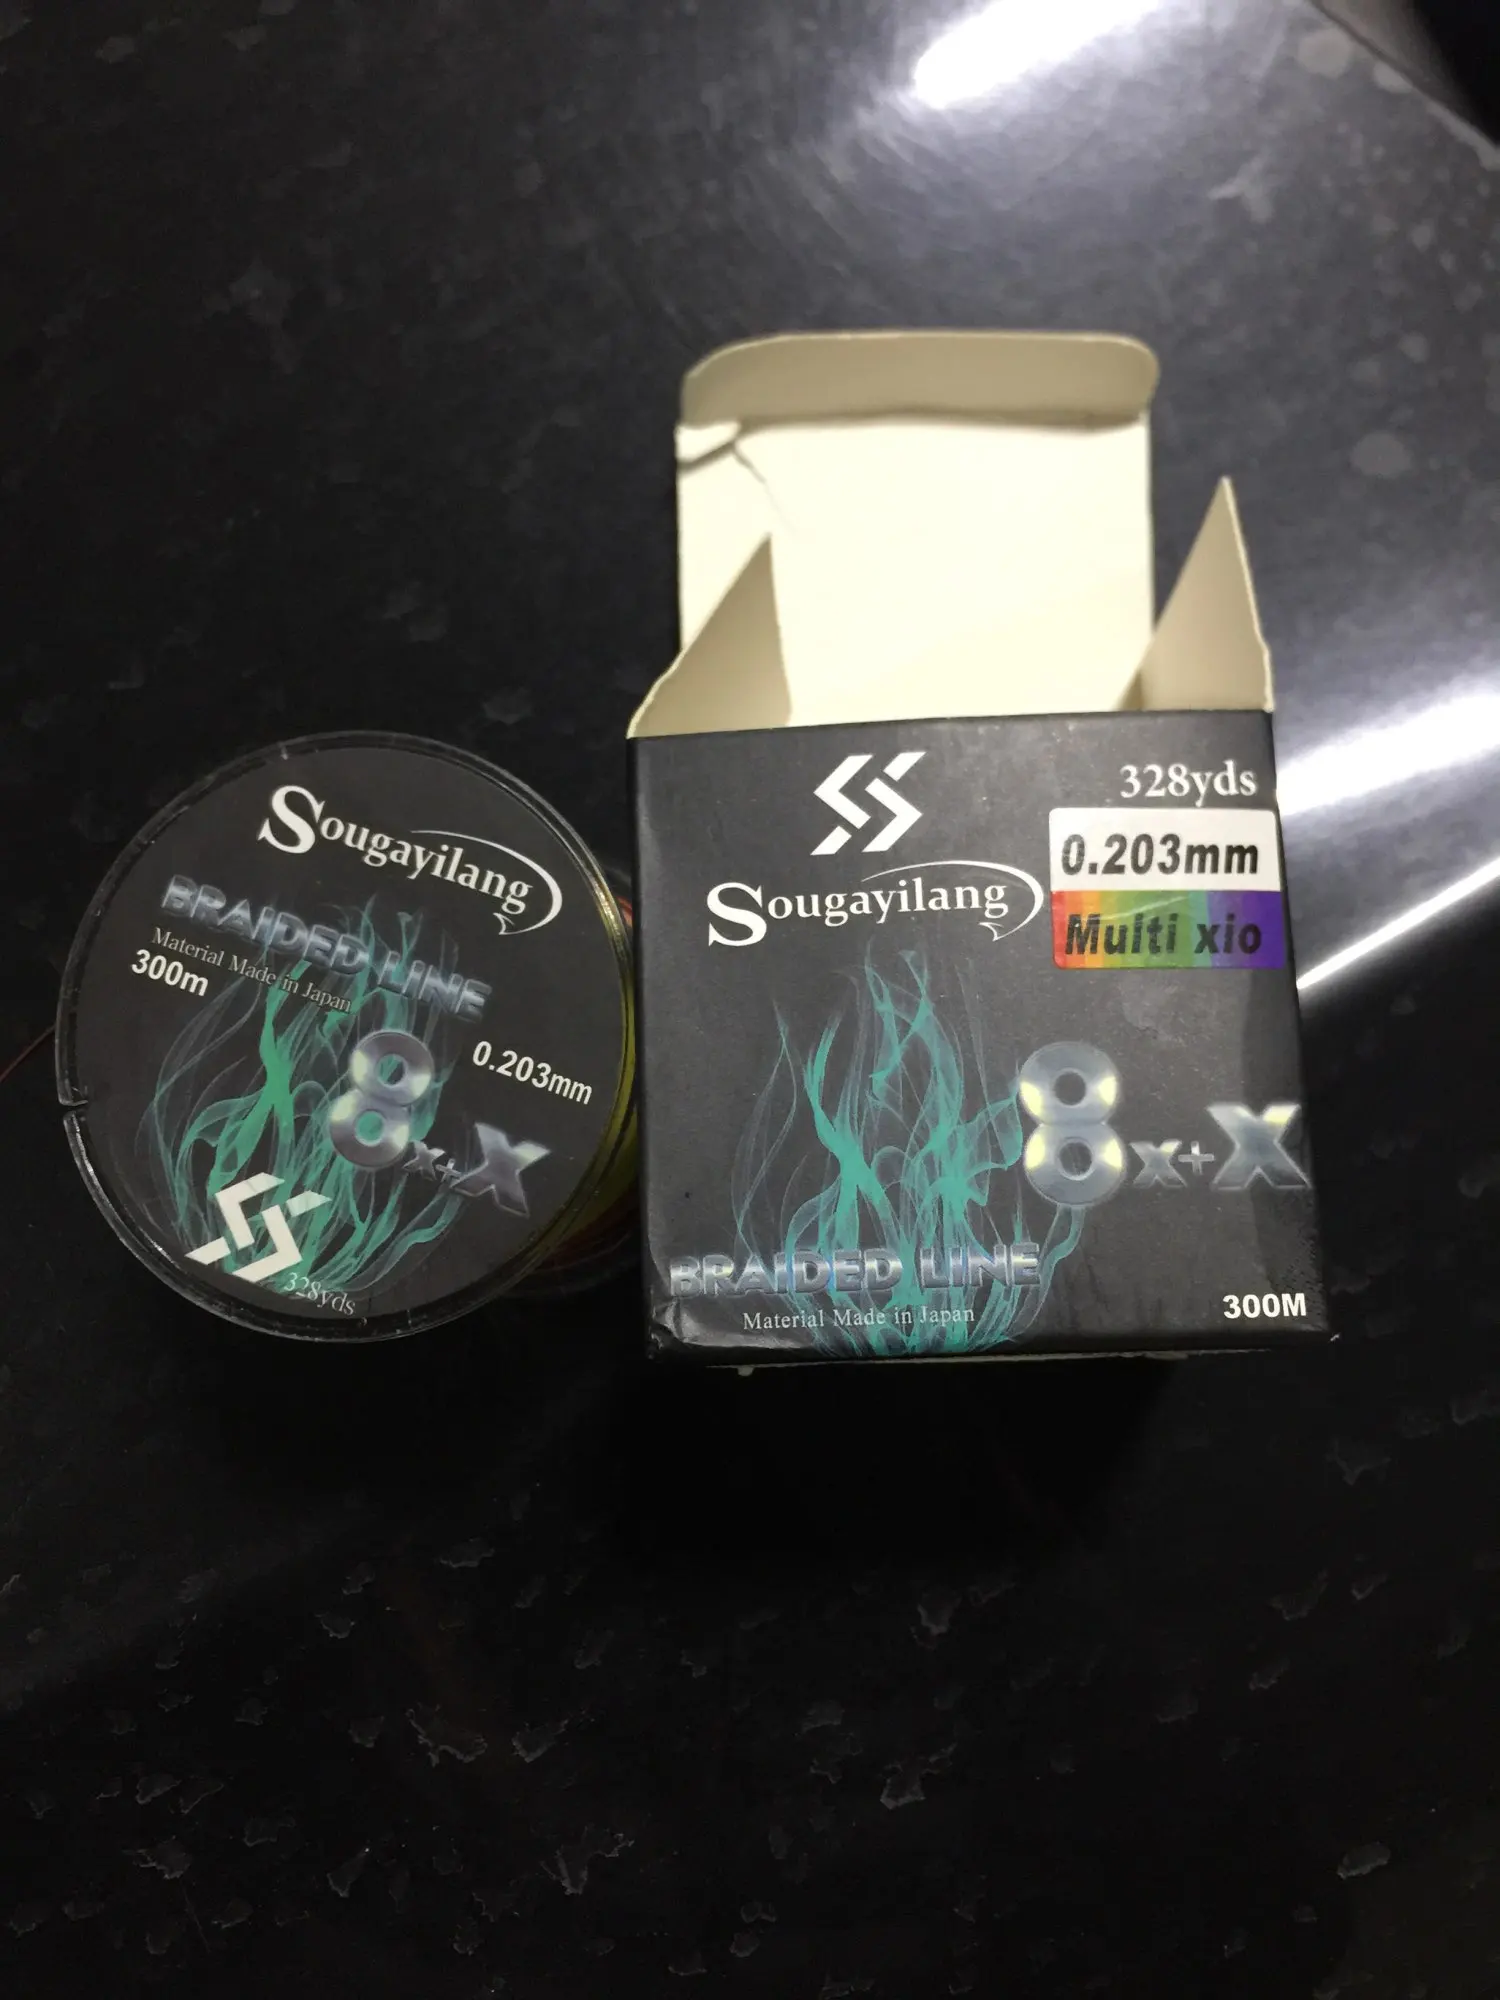 Sougayilang
BRAIDED LINE
Material Made in Japan
300m
0.203mm
8x+X
328yds
328yds
0.203mm
Multi xio
Sougayilang
8x+X
BRAIDED LINE
Material Made in Japan
300M